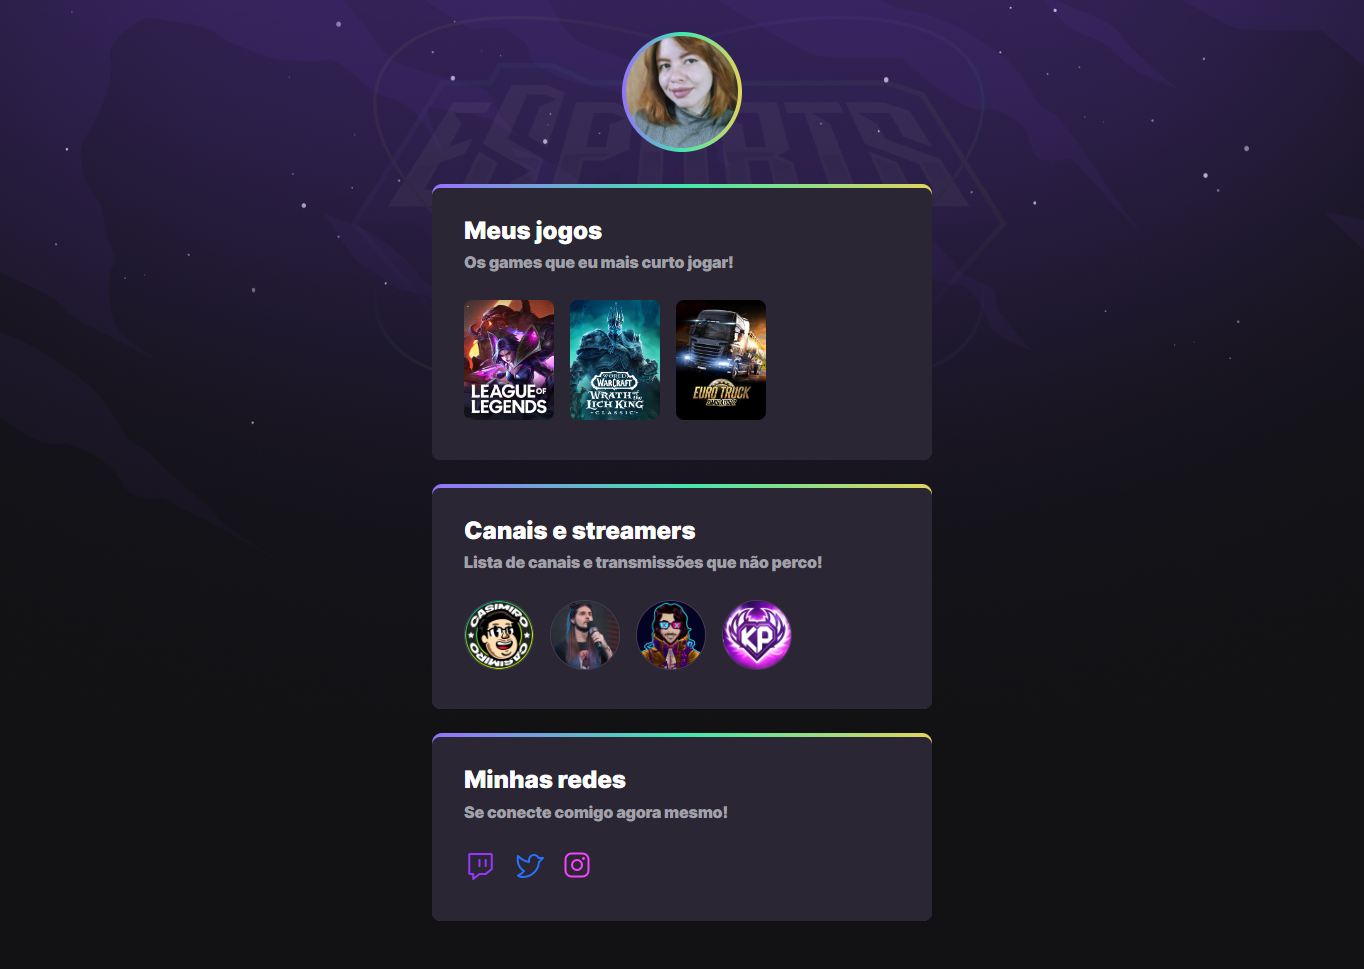 ESPORTS
Meus jogos
Os games que eu mais curto jogar!
LEAGUE OF
LEGENDS
WORLD
WARCRAFT
WRATH of the
LICH KING
CLASSIC
EURO TRUCK
SIMULATOR 2
Canais e streamers
Lista de canais e transmissões que não perco!
CASIMIRO
CASIMIRO
KP
Minhas redes
Se conecte comigo agora mesmo!